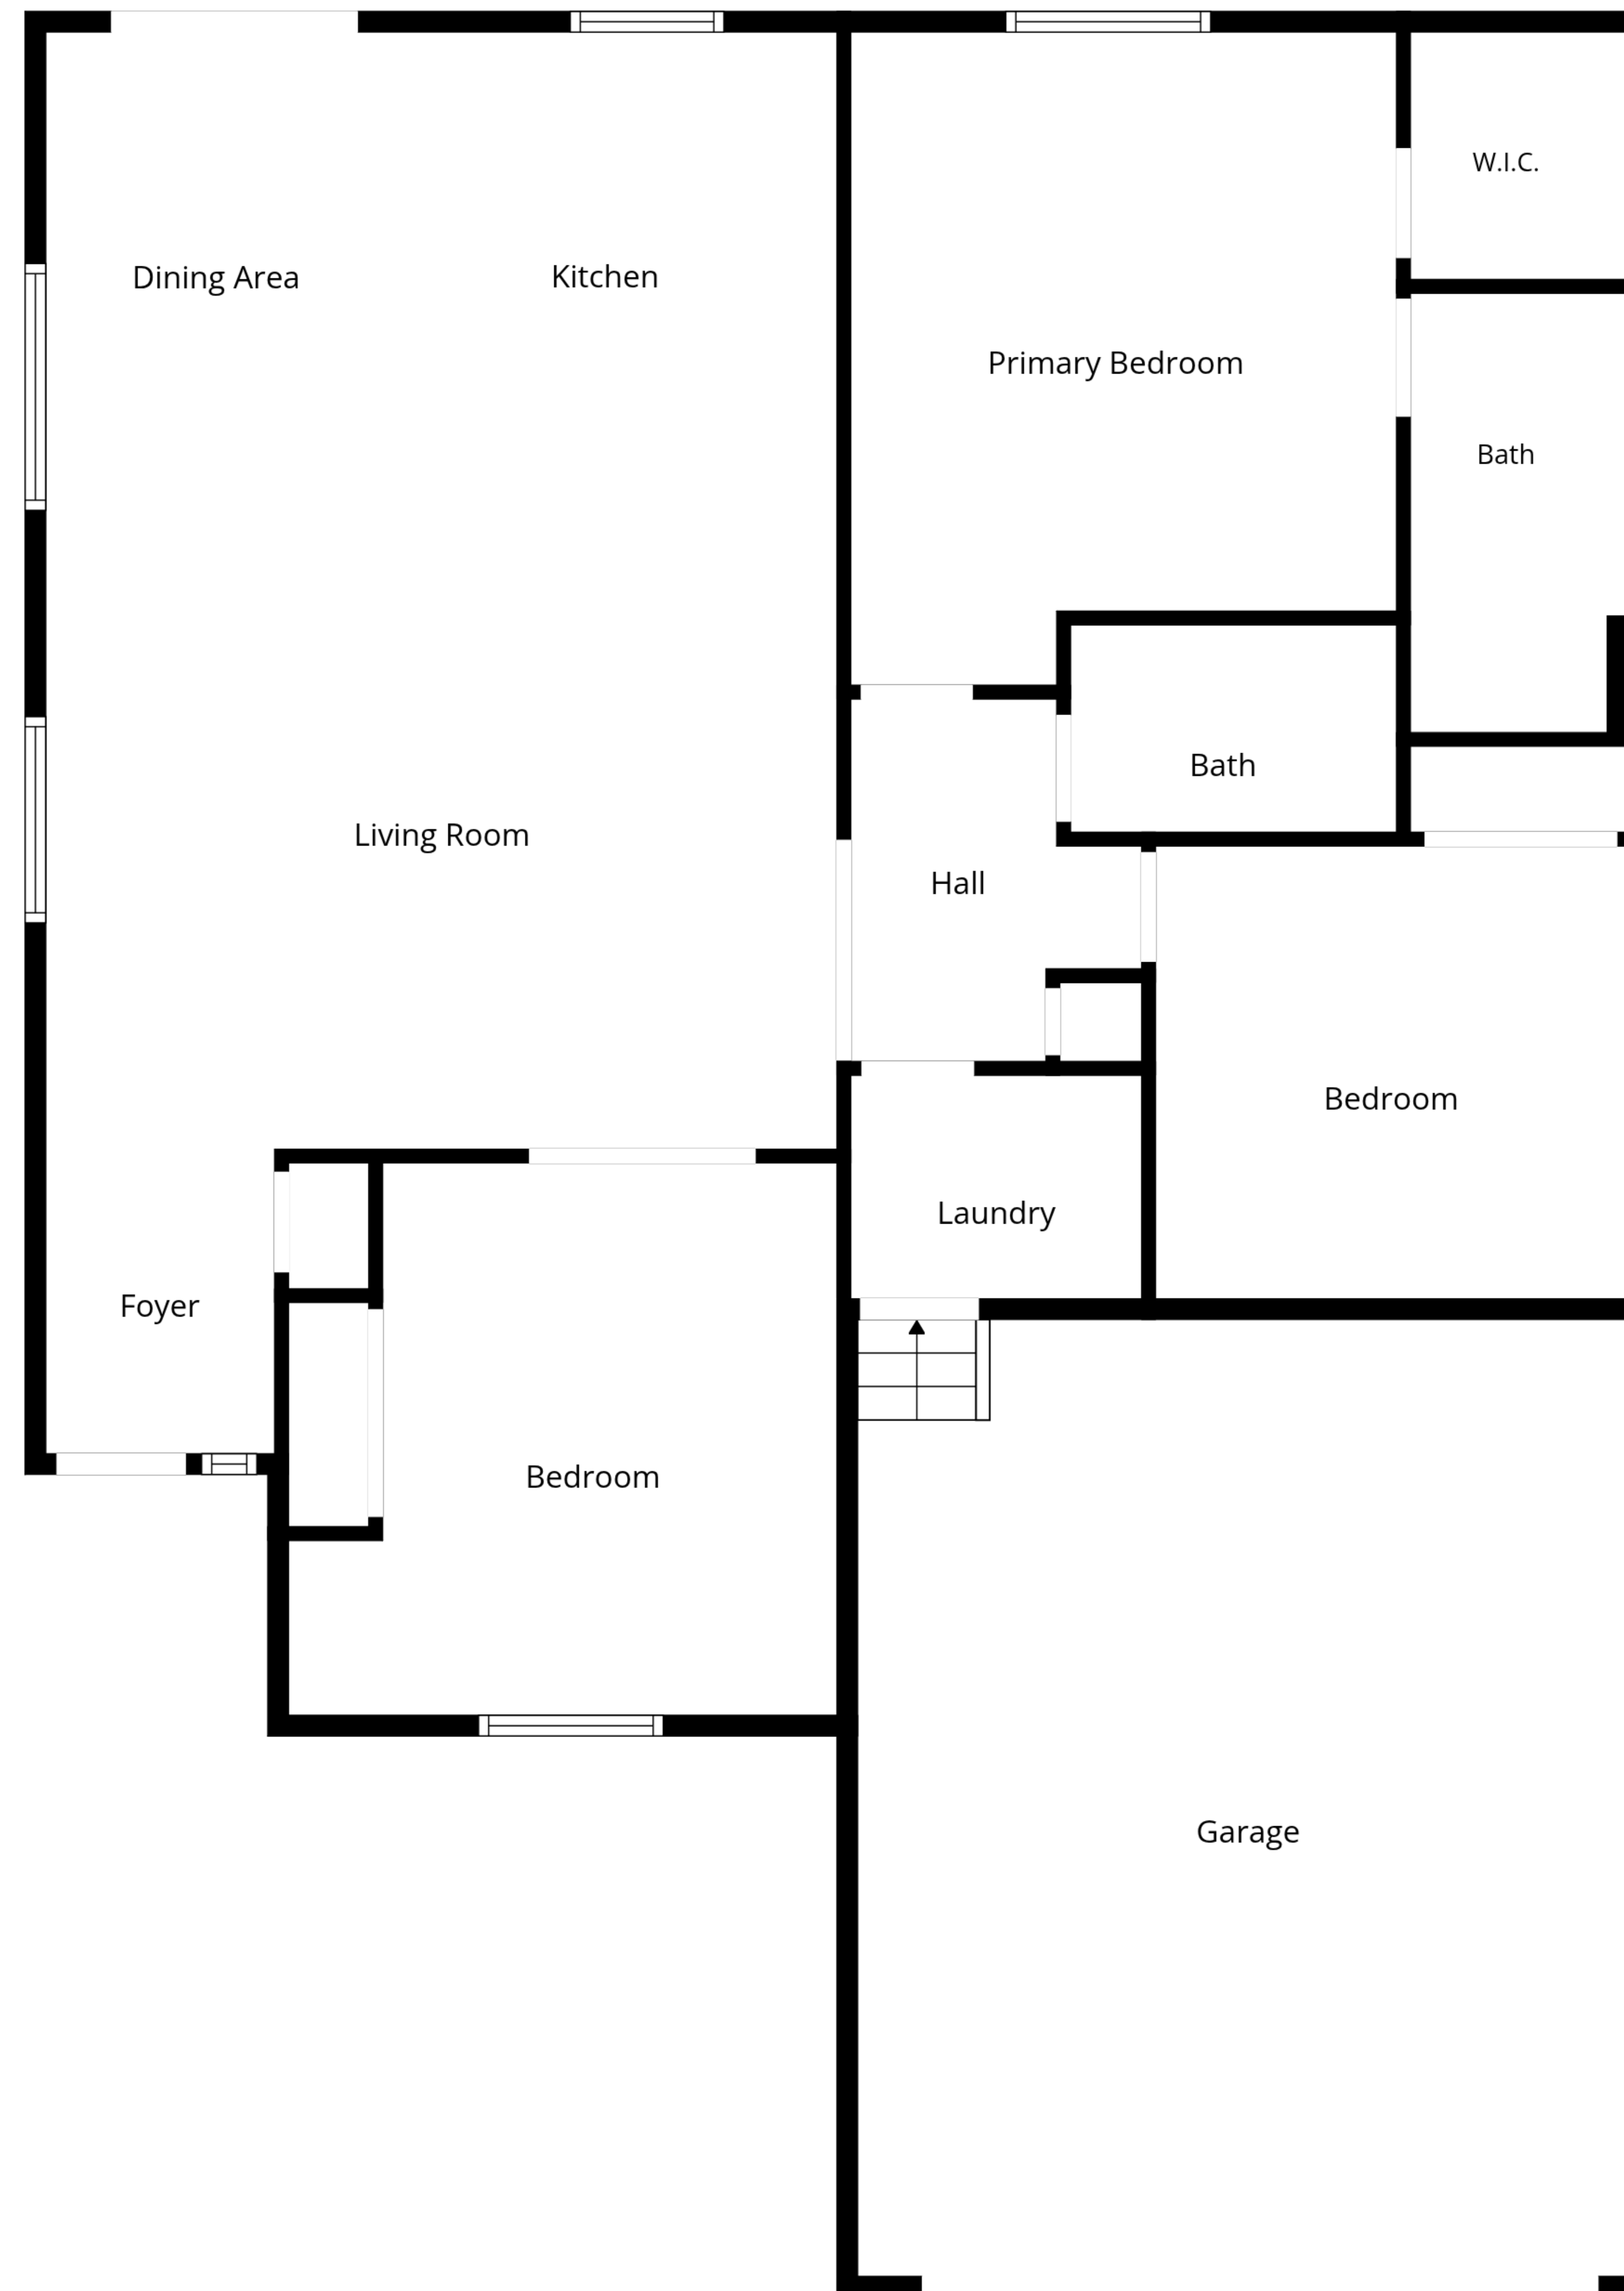 W.I.C.
Dining Area
Kitchen
Primary Bedroom
Bath
Bath
Living Room
Hall
Bedroom
Laundry
Foyer
Bedroom
Garage